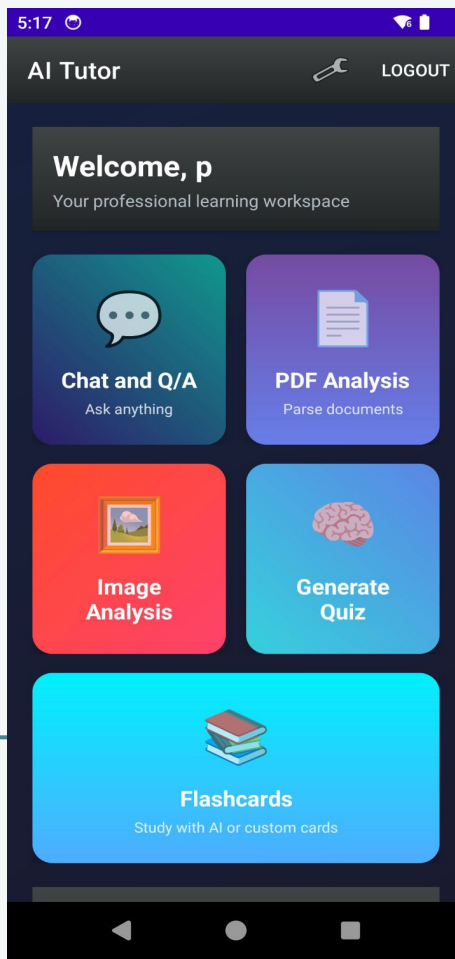 5:17
AI Tutor
LOGOUT
Welcome, p
Your professional learning workspace
Chat and Q/A
Ask anything
PDF Analysis
Parse documents
Image
Analysis
Generate
Quiz
Flashcards
Study with AI or custom cards